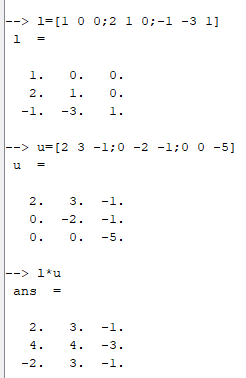 --> l=[1 0 0;2 1 0;-1 -3 1]
l  =
1.   0.   0.
2.   1.   0.
-1.  -3.   1.
--> u=[2 3 -1;0 -2 -1;0 0 -5]
u  =
2.   3.  -1.
0.  -2.  -1.
0.   0.  -5.
--> l*u
ans  =
2.   3.  -1.
4.   4.  -3.
-2.   3.  -1.